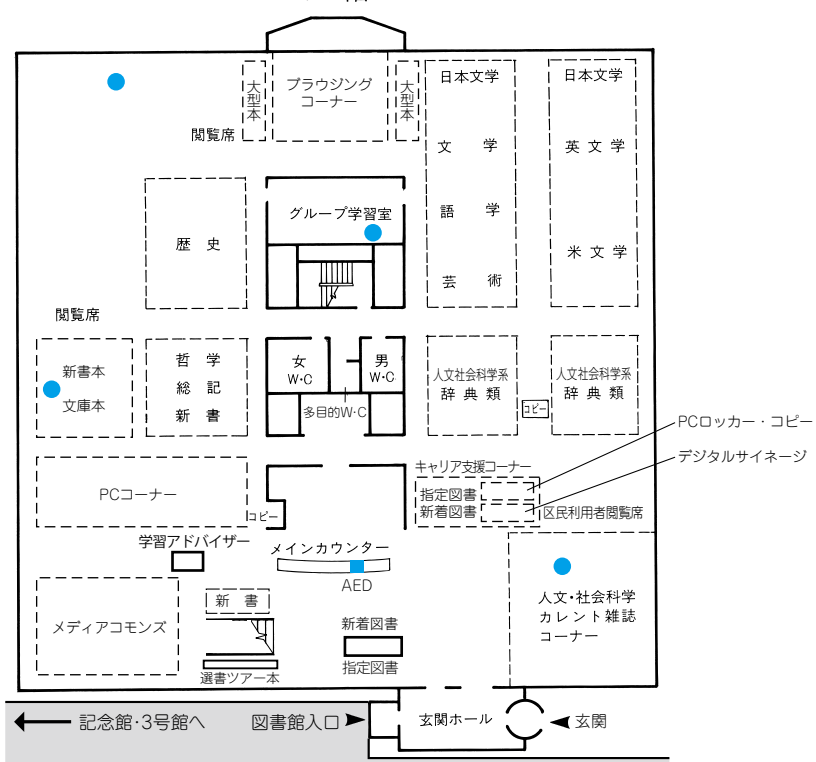 ブラウジング
コーナー
大型本
大型本
日本文学
文学
語学
芸術
日本文学
英文学
米文学
閲覧席
歴史
グループ学習室
閲覧席
新書本
文庫本
哲学
総記
新書
女
W・C
男
W・C
多目的W・C
人文社会科学系
辞典類
人文社会科学系
辞典類
コピー
PCロッカー・コピー
デジタルサイネージ
キャリア支援コーナー
指定図書
新着図書
区民利用者閲覧席
PCコーナー
コピー
学習アドバイザー
メインカウンター
AED
人文・社会科学
カレント雑誌
コーナー
メディアコモンズ
新書
選書ツアー本
新着図書
指定図書
記念館・3号館へ
図書館入口
玄関ホール
玄関